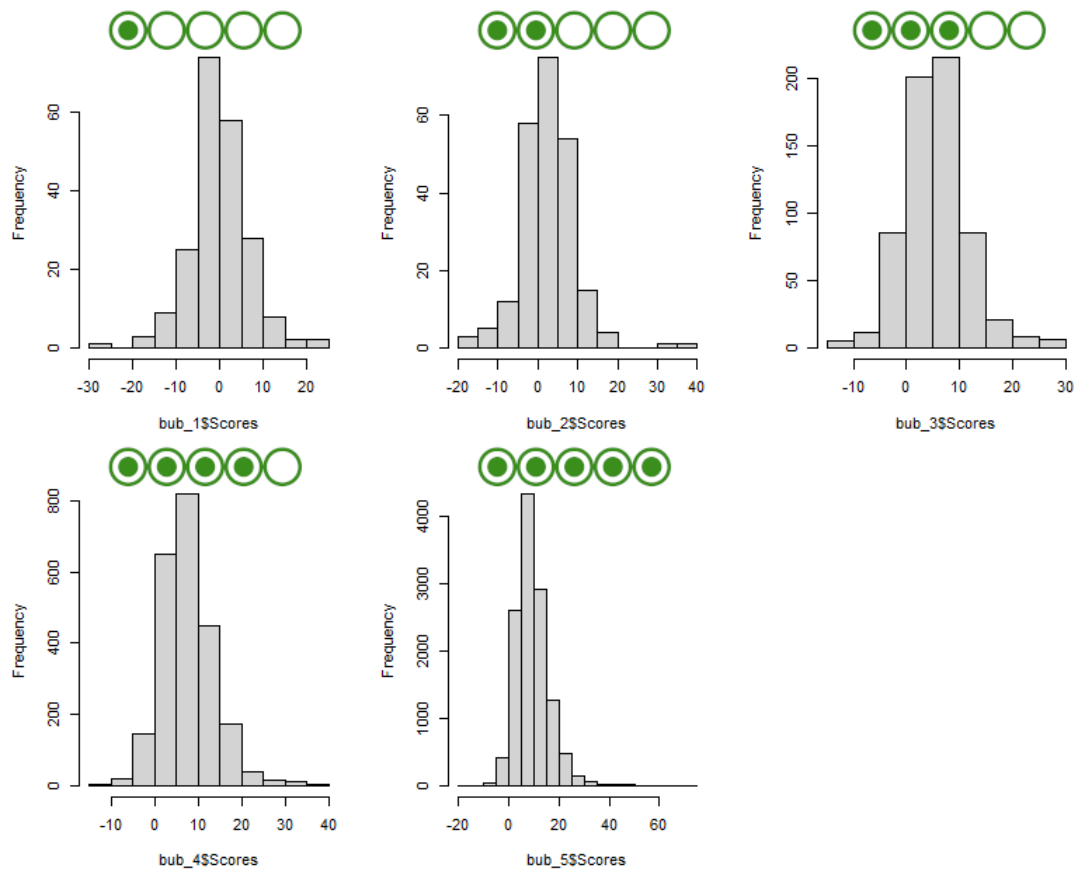 Frequency
0 20 40 60
-30 -20 -10 0 10 20
bub_1$Scores
Frequency
0 20 40 60
-20 -10 0 10 20 30 40
bub_2$Scores
Frequency
0 50 100 150 200
-10 0 10 20 30
bub_3$Scores
Frequency
0 200 400 600 800
-10 0 10 20 30 40
bub_4$Scores
Frequency
0 1000 2000 3000 4000
-20 0 20 40 60
bub_5$Scores